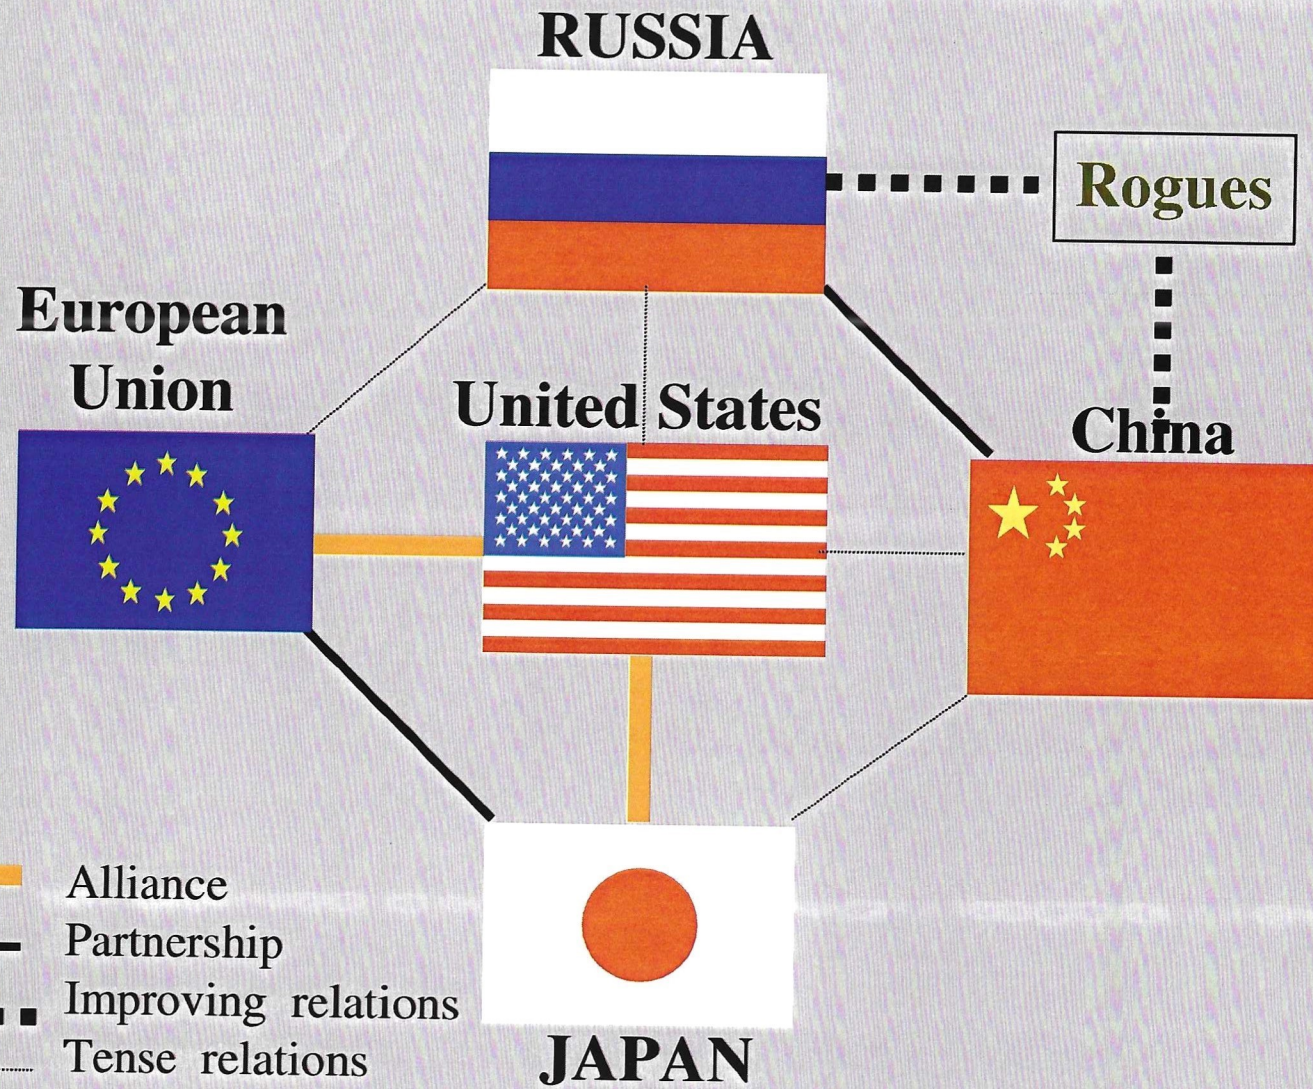 RUSSIA
Rogues
European
Union
United States
China
Alliance
Partnership
Improving relations
Tense relations
JAPAN